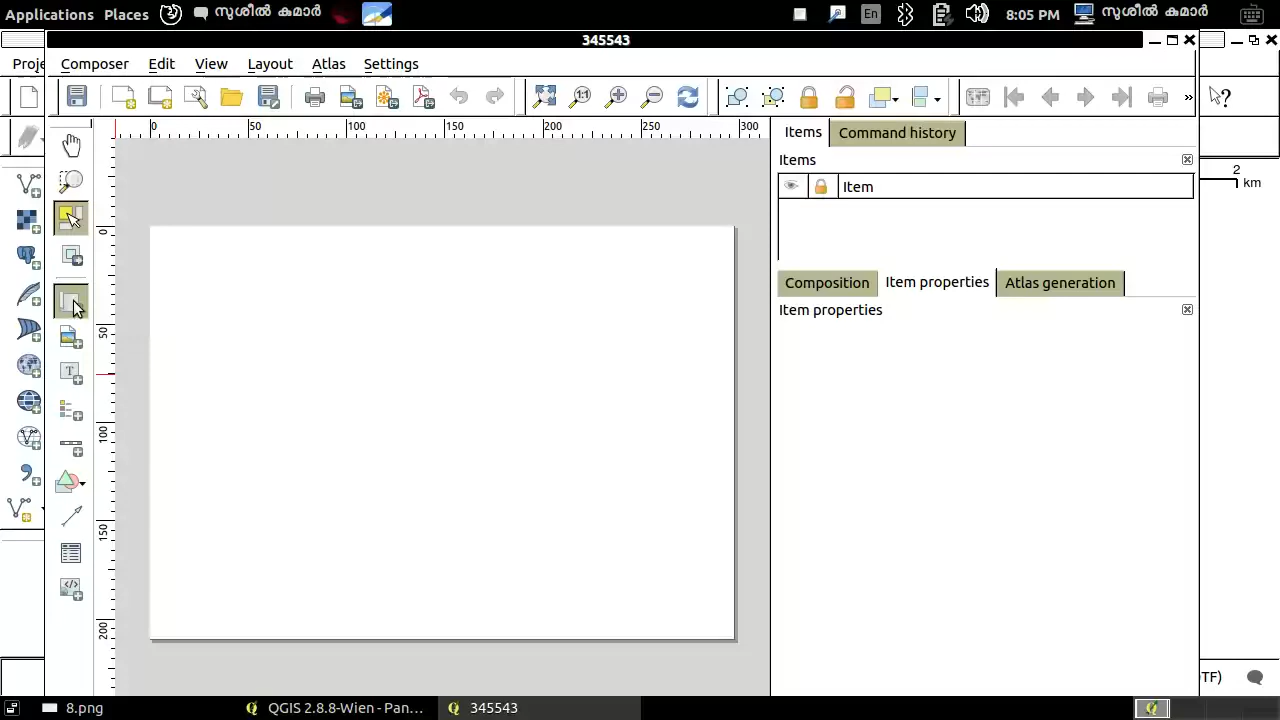 Applications Places സുശീൽ കുമാർ En 8:05 PM സുശീൽ കുമാർ
345543
Proje Composer Edit View Layout Atlas Settings
0 50 100 150 200 250 300
Items Command history
Items
Item
2
km
0
50
100
150
200
Composition Item properties Atlas generation
Item properties
TF)
8.png QGIS 2.8.8-Wien - Pan... 345543